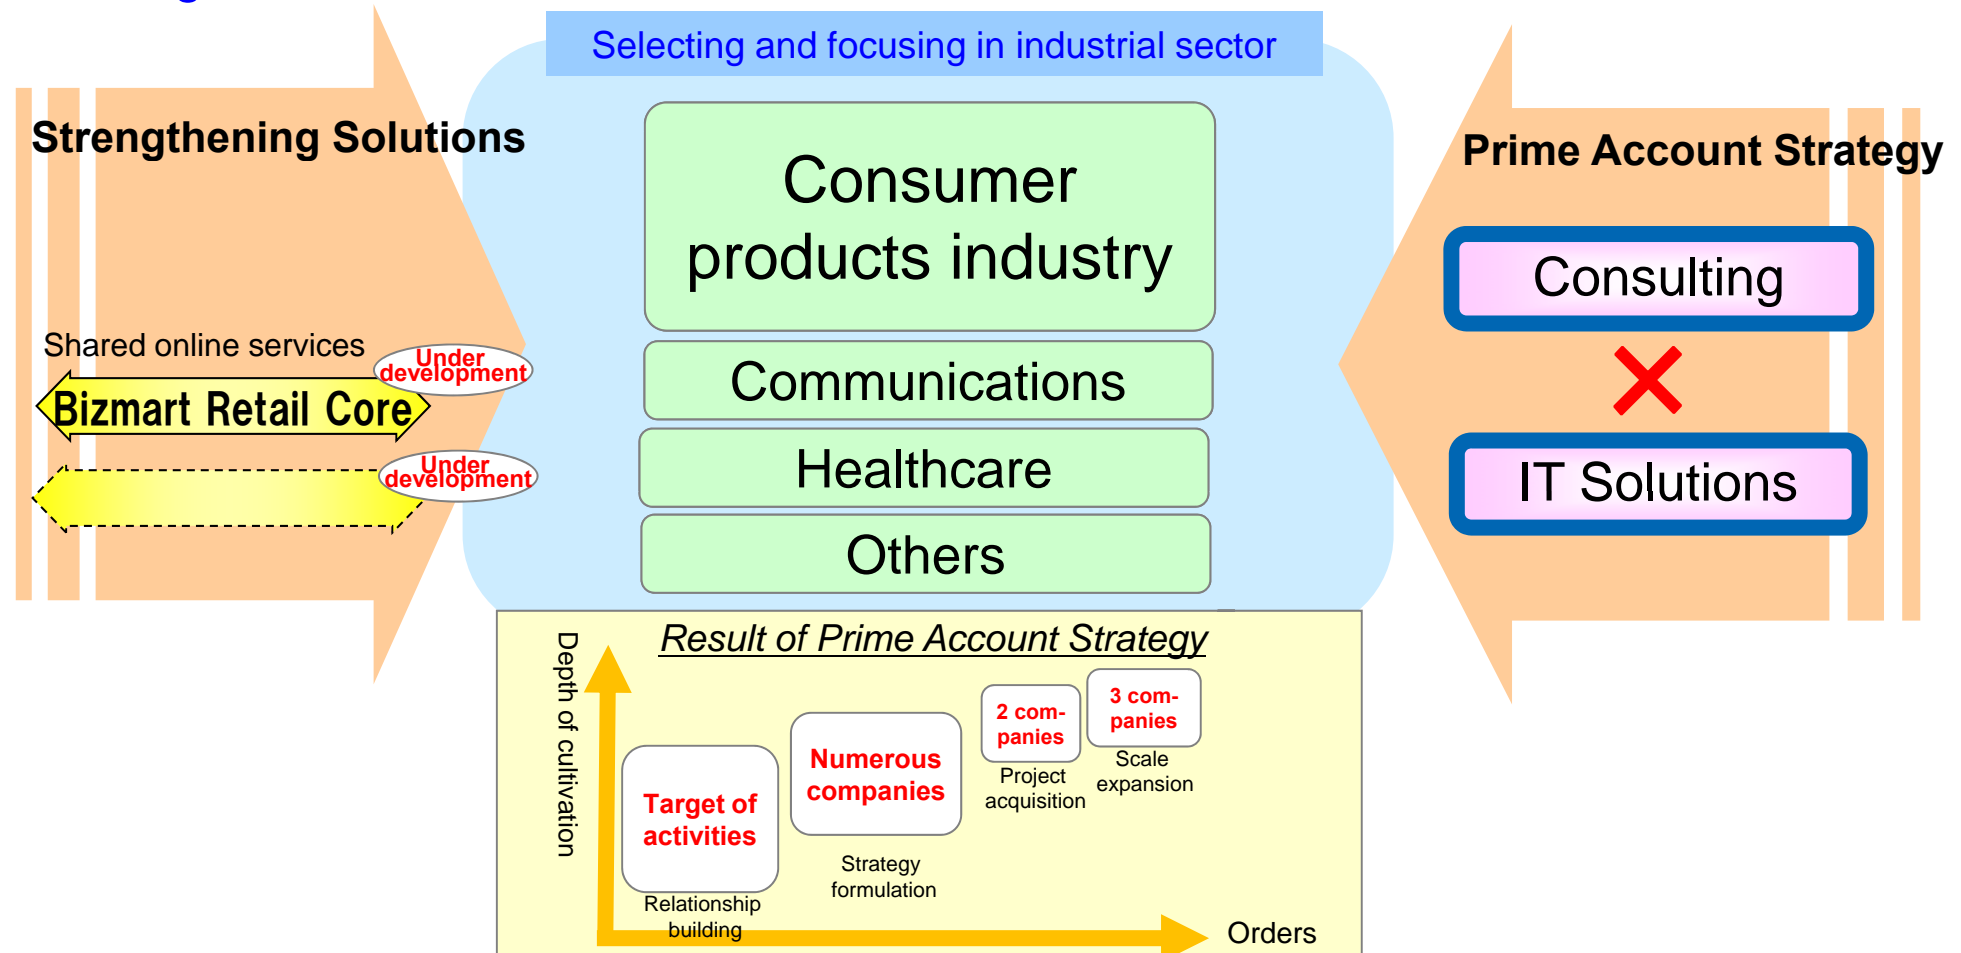 Selecting and focusing in industrial sector
Strengthening Solutions
Consumer
products industry
Communications
Healthcare
Others
Shared online services
Under
development
Bizmart Retail Core
Under
development
Prime Account Strategy
Consulting
IT Solutions
Result of Prime Account Strategy
Depth of cultivation
Target of
activities
Relationship
building
Numerous
companies
Strategy
formulation
2 com-
panies
Project
acquisition
3 com-
panies
Scale
expansion
Orders